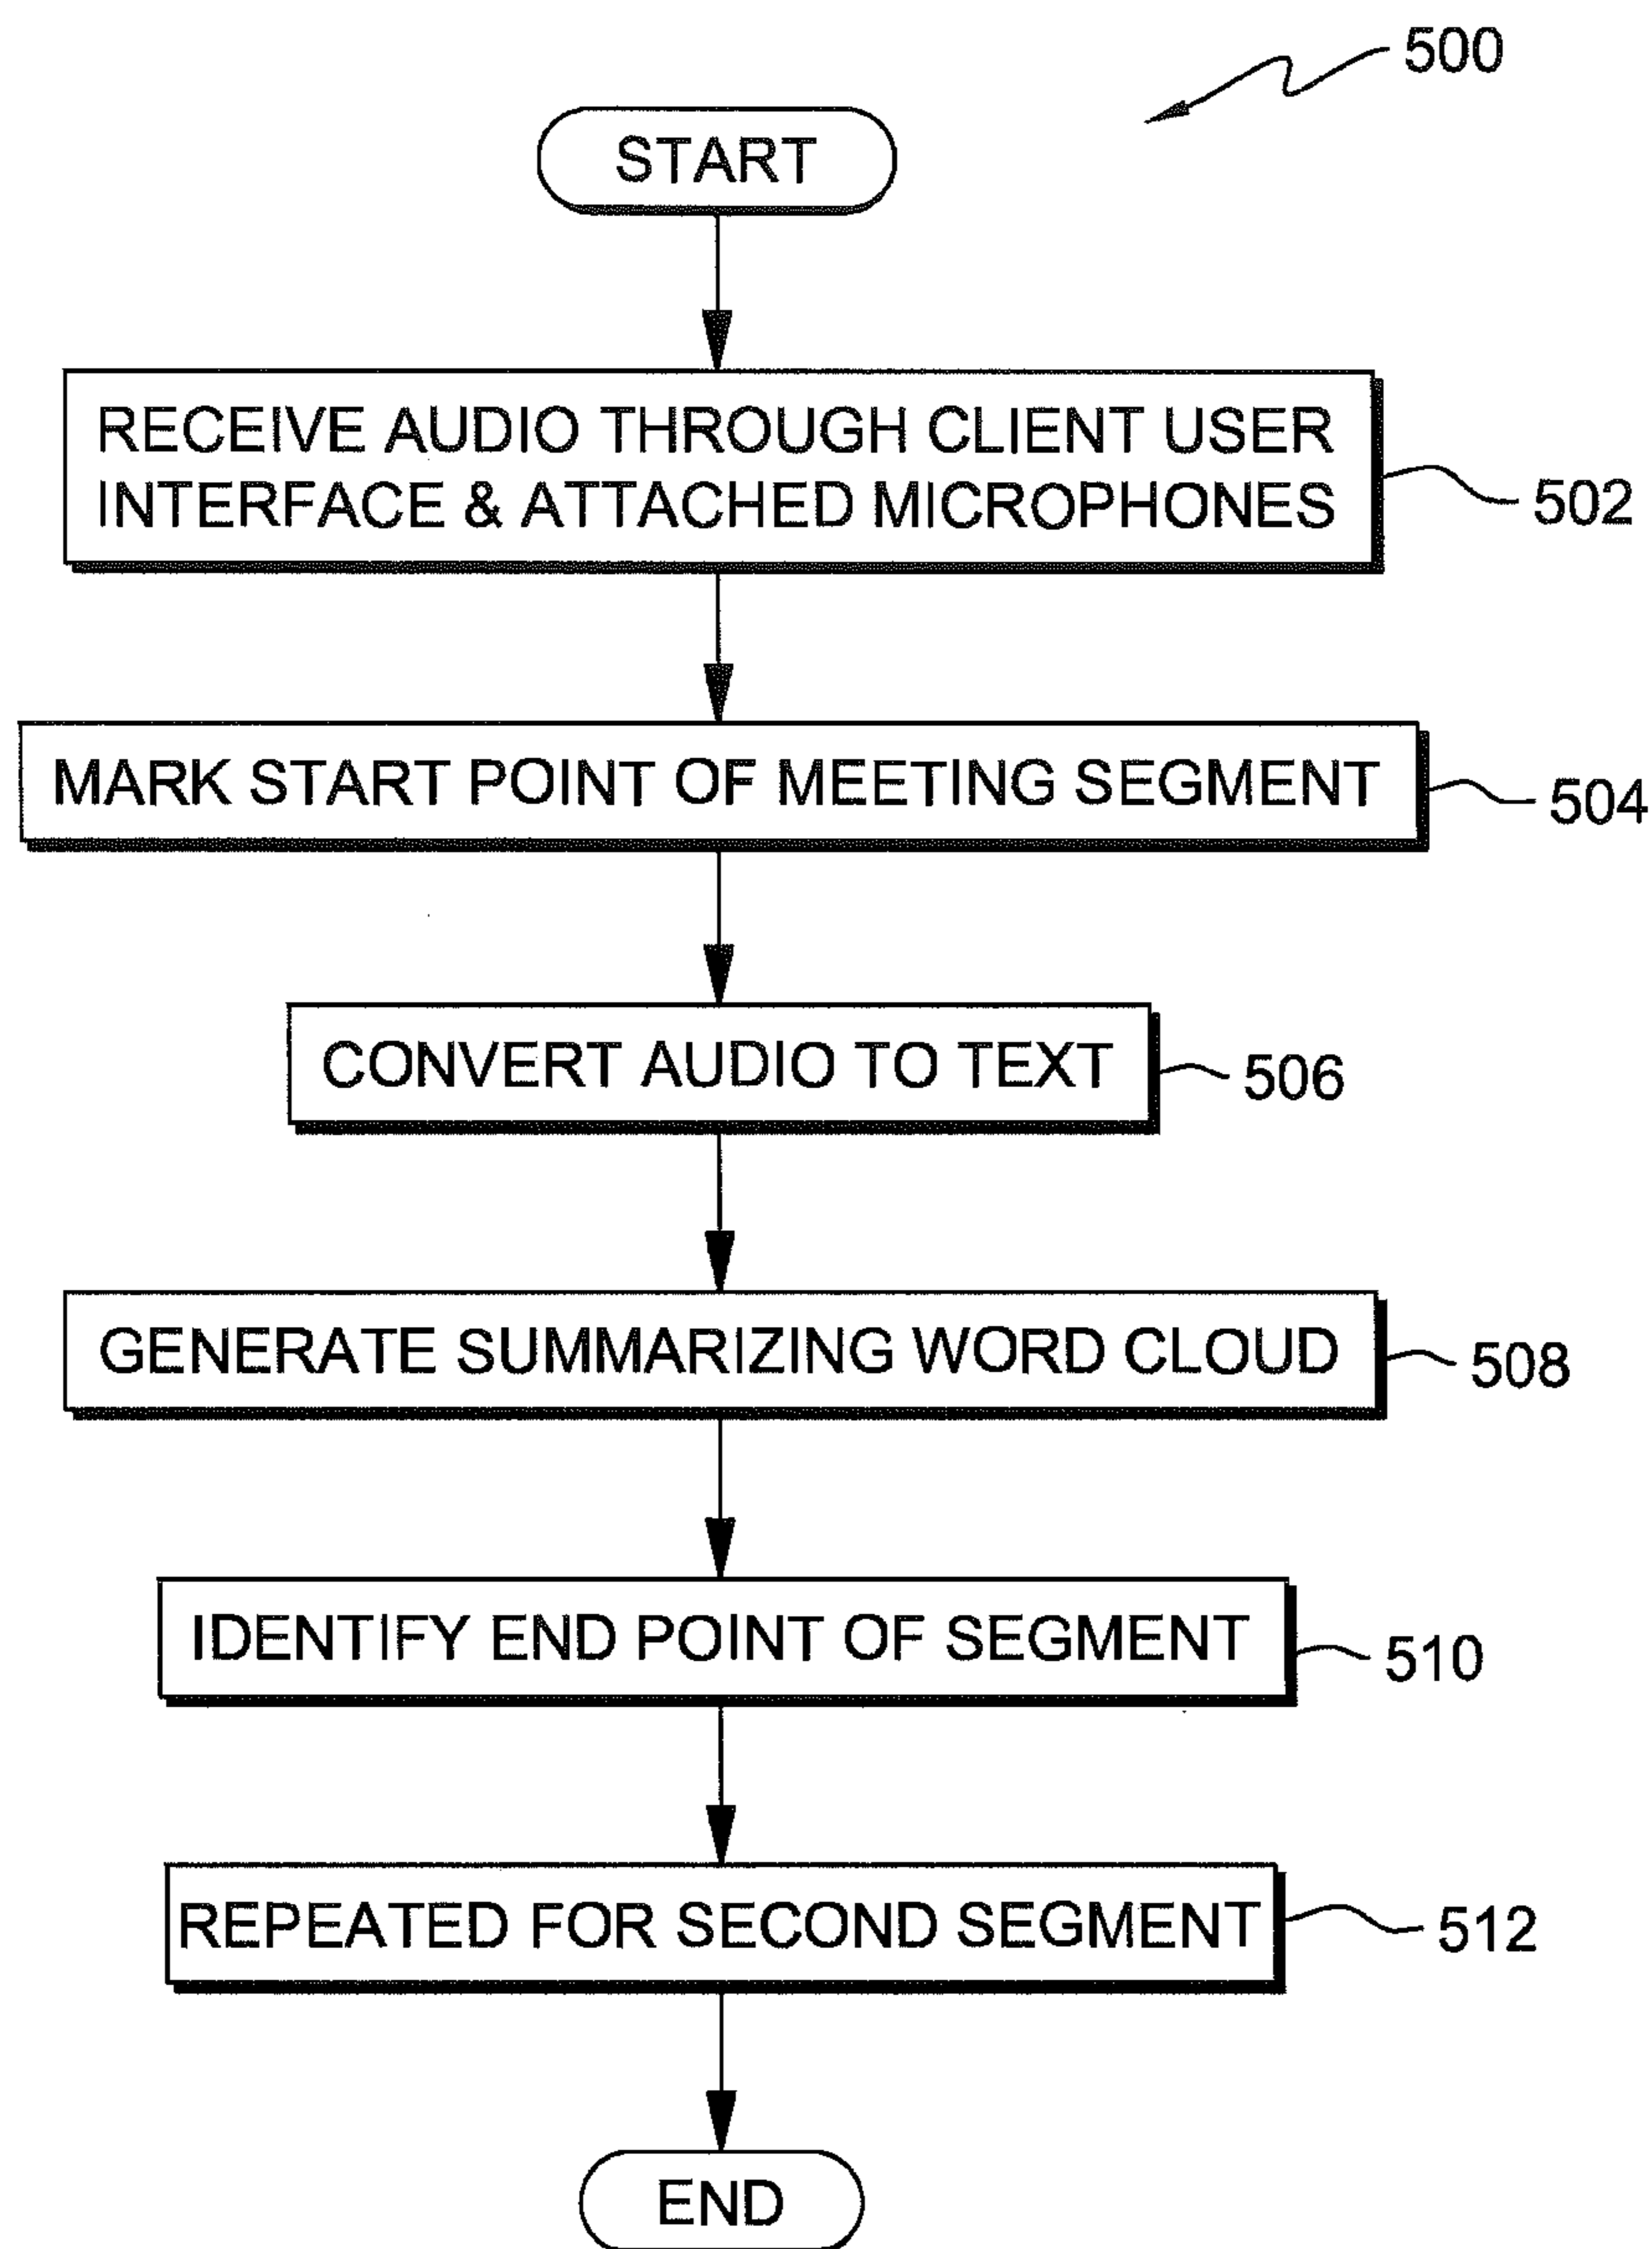 500
START
RECEIVE AUDIO THROUGH CLIENT USER
INTERFACE & ATTACHED MICROPHONES
502
MARK START POINT OF MEETING SEGMENT
504
CONVERT AUDIO TO TEXT
506
GENERATE SUMMARIZING WORD CLOUD
508
IDENTIFY END POINT OF SEGMENT
510
REPEATED FOR SECOND SEGMENT
512
END